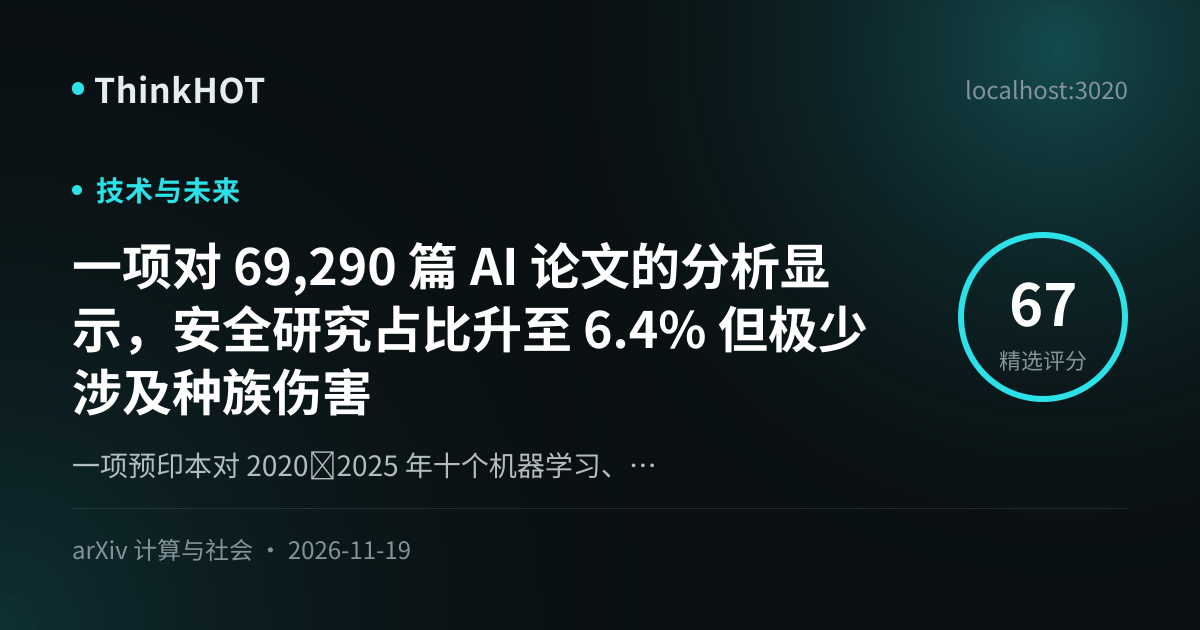 ThinkHOT
localhost:3020
技术与未来
一项对 69,290 篇 AI 论文的分析显
示，安全研究占比升至 6.4% 但极少
涉及种族伤害
67
精选评分
一项预印本对 2020☒2025 年十个机器学习、…
arXiv 计算与社会 · 2026-11-19